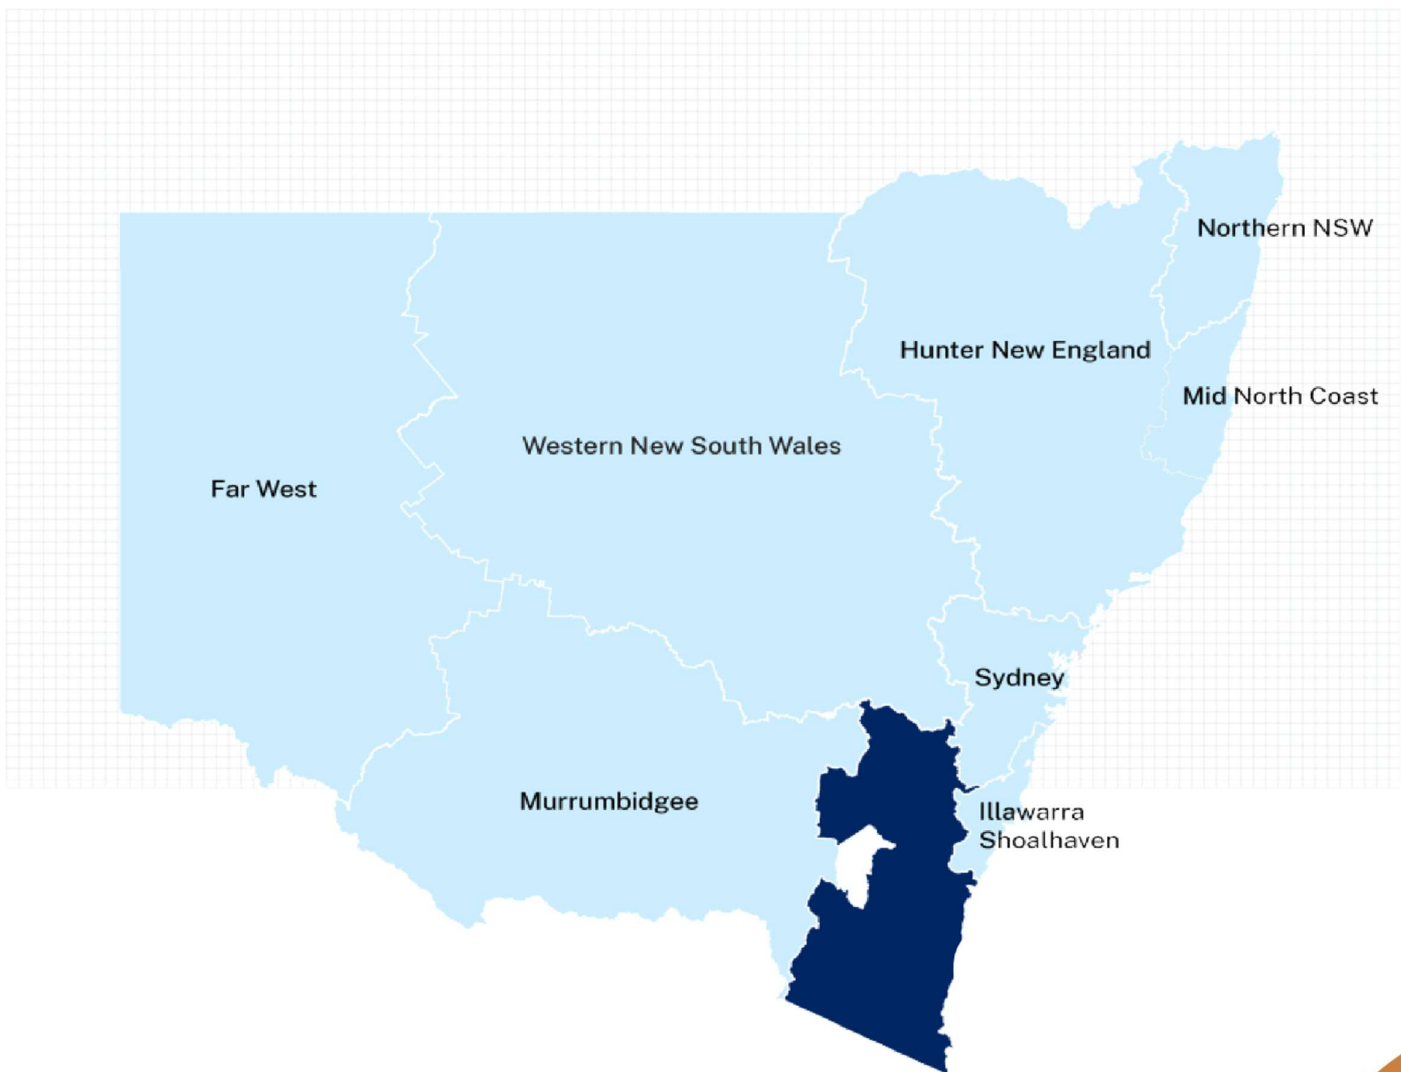 Northern NSW
Hunter New England
Mid North Coast
Western New South Wales
Far West
Sydney
Murrumbidgee
Illawarra
Shoalhaven